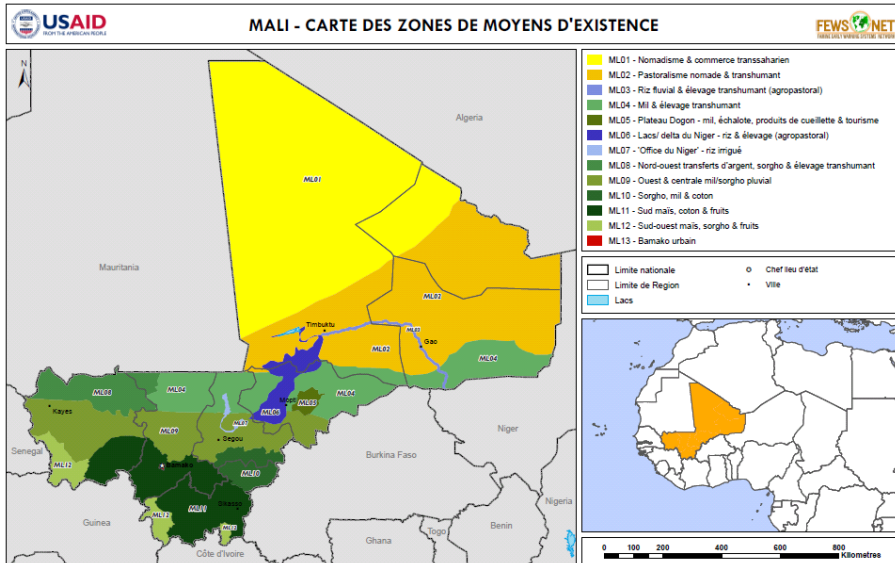 USAID
FROM THE AMERICAN PEOPLE
MALI - CARTE DES ZONES DE MOYENS D'EXISTENCE
FEWS NET
FAMINE EARLY WARNING SYSTEMS NETWORK
N
Algeria
ML01
Mauritania
ML02
Timbuktu
ML03
Gao
ML02
ML04
ML08
ML04
ML04
Kayes
ML05
Mopti
ML06
ML07
ML09
Segou
Niger
Senegal
ML12
Bamako
ML10
Burkina Faso
Sikasso
ML11
ML12
ML12
Guinea
Nigeria
Benin
Togo
Ghana
Côte d'Ivoire
ML01 - Nomadisme & commerce transsaharien
ML02 - Pastoralisme nomade & transhumant
ML03 - Riz fluvial & élevage transhumant (agropastoral)
ML04 - Mil & élevage transhumant
ML05 - Plateau Dogon - mil, échalote, produits de cueillette & tourisme
ML06 - Lacs/ delta du Niger - riz & élevage (agropastoral)
ML07 - 'Office du Niger' - riz irrigué
ML08 - Nord-ouest transferts d'argent, sorgho & élevage transhumant
ML09 - Ouest & centrale mil/sorgho pluvial
ML10 - Sorgho, mil & coton
ML11 - Sud maïs, coton & fruits
ML12 - Sud-ouest maïs, sorgho & fruits
ML13 - Bamako urbain
Limite nationale
Chef lieu d'état
Limite de Region
Ville
Lacs
0 100 200 400 600 800
Kilometres